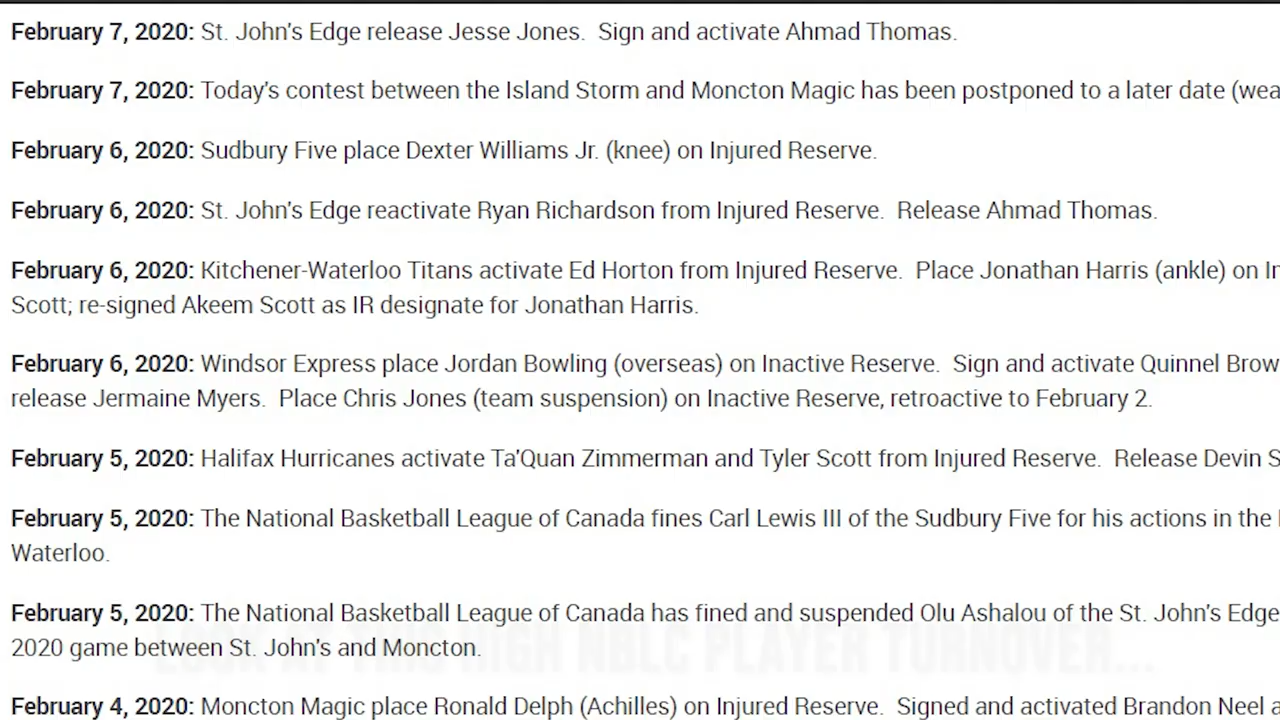 February 7, 2020: St. John's Edge release Jesse Jones.  Sign and activate Ahmad Thomas.
February 7, 2020: Today's contest between the Island Storm and Moncton Magic has been postponed to a later date (wea
February 6, 2020: Sudbury Five place Dexter Williams Jr. (knee) on Injured Reserve.
February 6, 2020: St. John's Edge reactivate Ryan Richardson from Injured Reserve.  Release Ahmad Thomas.
February 6, 2020: Kitchener-Waterloo Titans activate Ed Horton from Injured Reserve.  Place Jonathan Harris (ankle) on In
Scott; re-signed Akeem Scott as IR designate for Jonathan Harris.
February 6, 2020: Windsor Express place Jordan Bowling (overseas) on Inactive Reserve.  Sign and activate Quinnel Brow
release Jermaine Myers.  Place Chris Jones (team suspension) on Inactive Reserve, retroactive to February 2.
February 5, 2020: Halifax Hurricanes activate Ta'Quan Zimmerman and Tyler Scott from Injured Reserve.  Release Devin S
February 5, 2020: The National Basketball League of Canada fines Carl Lewis III of the Sudbury Five for his actions in the
Waterloo.
February 5, 2020: The National Basketball League of Canada has fined and suspended Olu Ashalou of the St. John's Edge
2020 game between St. John's and Moncton.
LOOK AT THIS HIGH NBLC PLAYER TURNOVER...
February 4, 2020: Moncton Magic place Ronald Delph (Achilles) on Injured Reserve.  Signed and activated Brandon Neel a